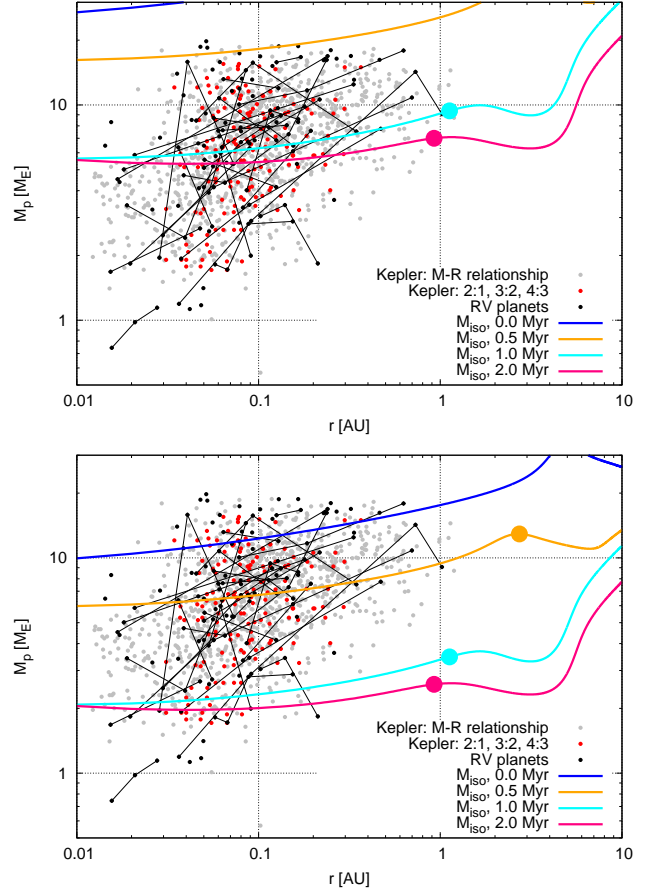 M_p [M_E]
10
1
Kepler: M-R relationship
Kepler: 2:1, 3:2, 4:3
RV planets
M_iso, 0.0 Myr
M_iso, 0.5 Myr
M_iso, 1.0 Myr
M_iso, 2.0 Myr
0.01 0.1 1 10
r [AU]
M_p [M_E]
10
1
Kepler: M-R relationship
Kepler: 2:1, 3:2, 4:3
RV planets
M_iso, 0.0 Myr
M_iso, 0.5 Myr
M_iso, 1.0 Myr
M_iso, 2.0 Myr
0.01 0.1 1 10
r [AU]